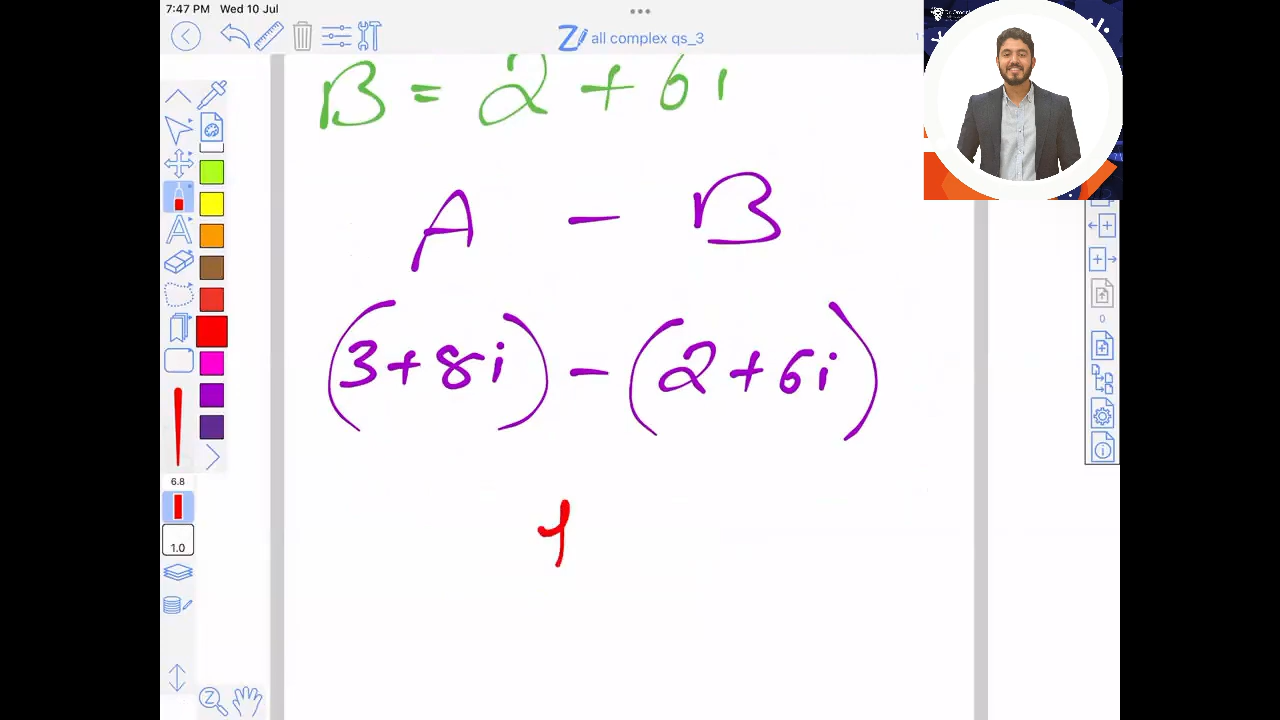 7:47 PM Wed 10 Jul
all complex qs_3
B = 2 + 6i
A - B
(3+8i) - (2+6i)
1
6.8
1.0
0